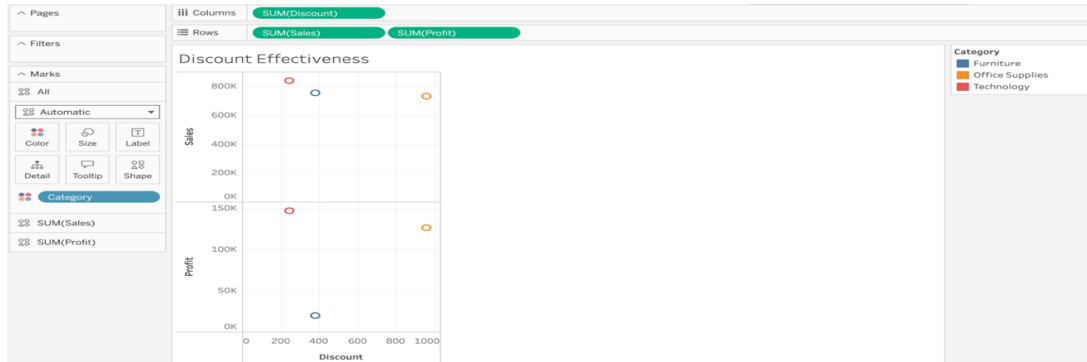 Pages
Columns
SUM(Discount)
Rows
SUM(Sales)
SUM(Profit)
Filters
Marks
All
Automatic
Color
Size
Label
Detail
Tooltip
Shape
Category
SUM(Sales)
SUM(Profit)
Discount Effectiveness
Sales
800K
600K
400K
200K
0K
Profit
150K
100K
50K
0K
0 200 400 600 800 1000
Discount
Category
Furniture
Office Supplies
Technology